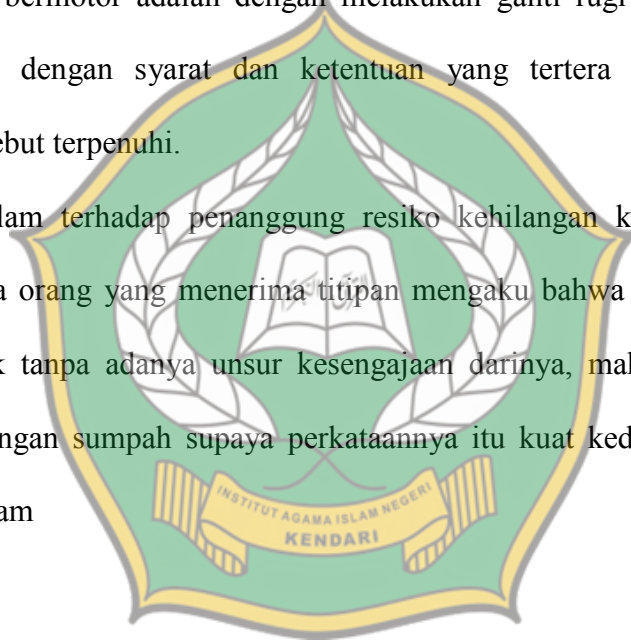 bermotor adalah dengan melakukan ganti rugi
dengan syarat dan ketentuan yang tertera
ebut terpenuhi.
lam terhadap penanggung resiko kehilangan k
القرآن الكريم
a orang yang menerima titipan mengaku bahwa
k tanpa adanya unsur kesengajaan darinya, mal
ngan sumpah supaya perkataannya itu kuat ked
am
INSTITUT AGAMA ISLAM NEGERI
KENDARI